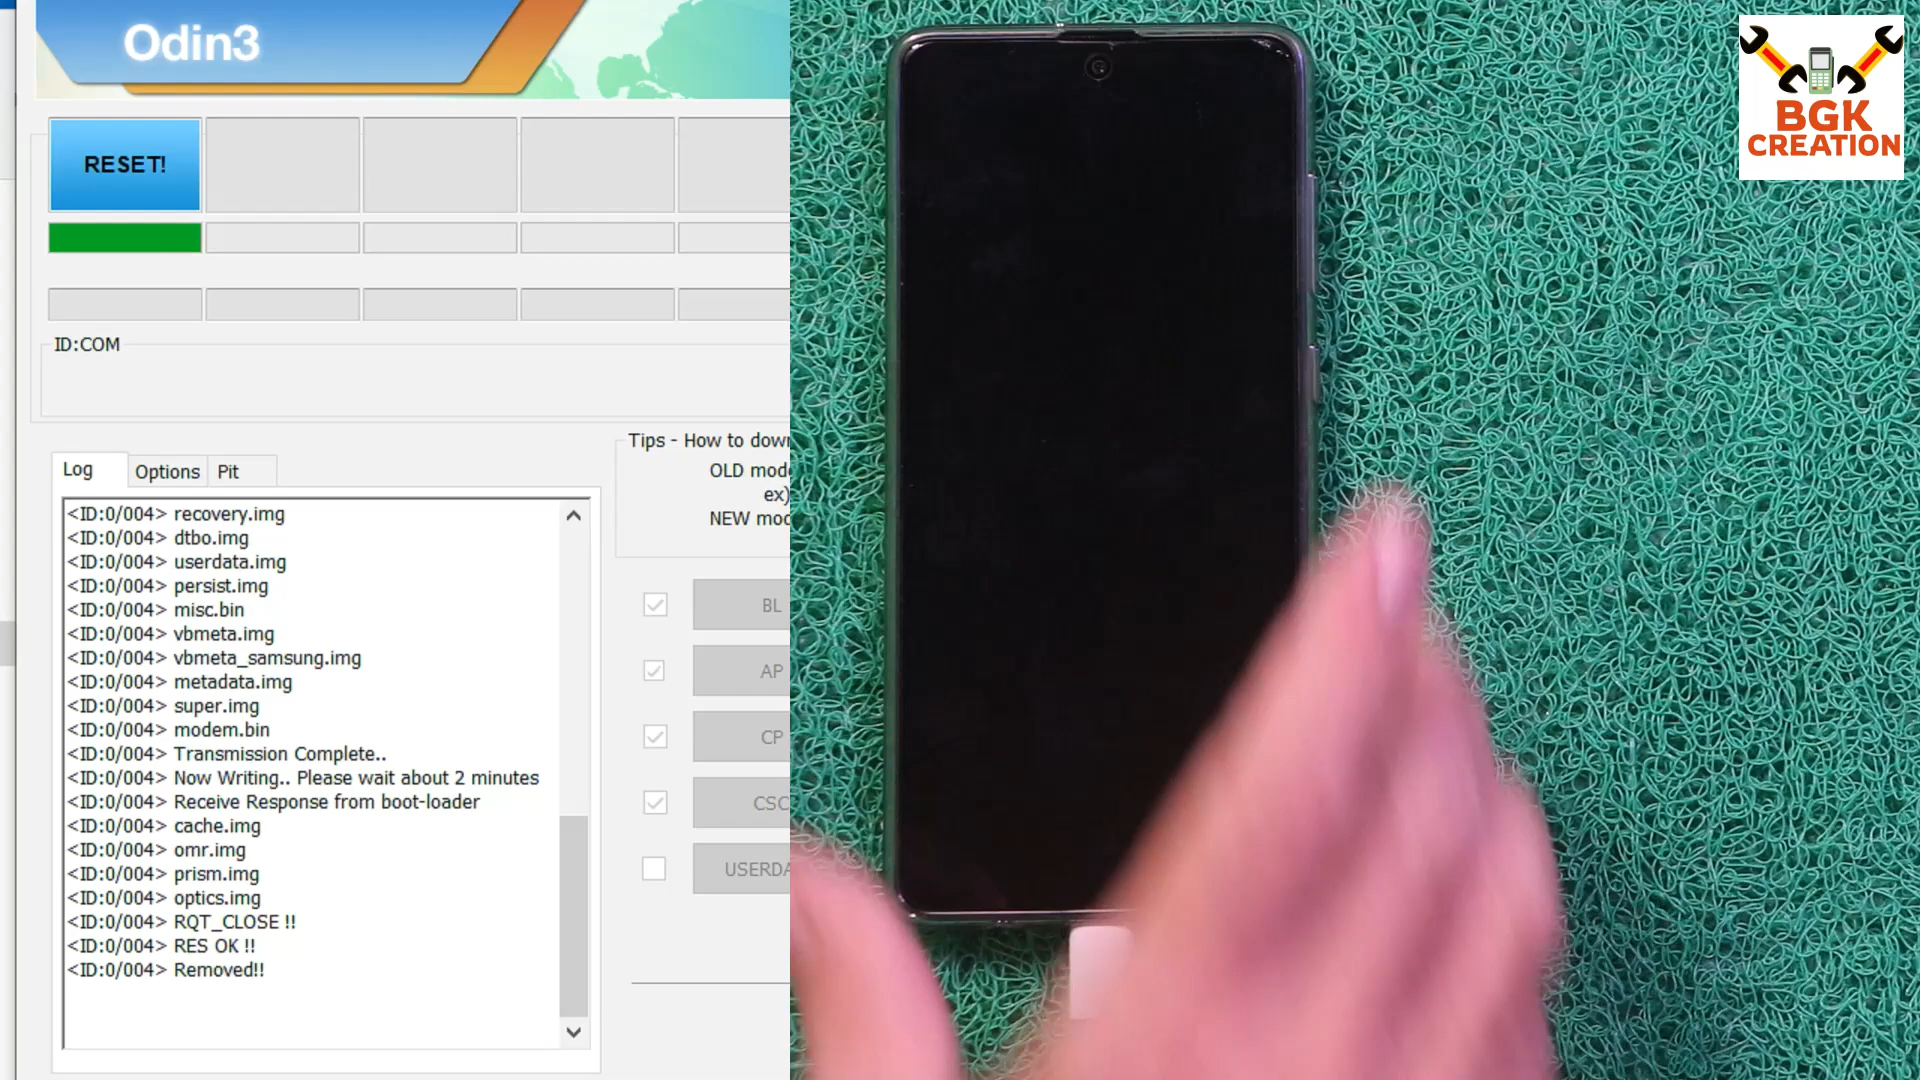 Odin3
RESET!
ID:COM
Log
Options
Pit
<ID:0/004> recovery.img
<ID:0/004> dtbo.img
<ID:0/004> userdata.img
<ID:0/004> persist.img
<ID:0/004> misc.bin
<ID:0/004> vbmeta.img
<ID:0/004> vbmeta_samsung.img
<ID:0/004> metadata.img
<ID:0/004> super.img
<ID:0/004> modem.bin
<ID:0/004> Transmission Complete..
<ID:0/004> Now Writing.. Please wait about 2 minutes
<ID:0/004> Receive Response from boot-loader
<ID:0/004> cache.img
<ID:0/004> omr.img
<ID:0/004> prism.img
<ID:0/004> optics.img
<ID:0/004> RQT_CLOSE !!
<ID:0/004> RES OK !!
<ID:0/004> Removed!!
Tips - How to down
OLD mode
ex)
NEW mod
BL
AP
CP
CSC
USERDA
BGK
CREATION